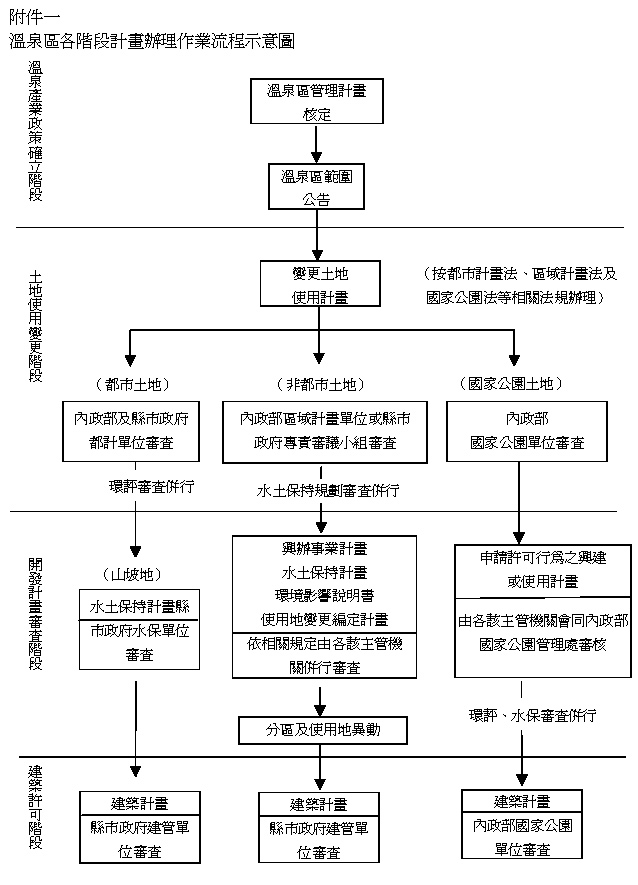 附件一
溫泉區各階段計畫辦理作業流程示意圖
溫泉產業政策確立階段
溫泉區管理計畫
核定
溫泉區範圍
公告
土地使用變更階段
變更土地
使用計畫
（按都市計畫法、區域計畫法及
國家公園法等相關法規辦理）
（都市土地）
（非都市土地）
（國家公園土地）
內政部及縣市政府
都計單位審查
內政部區域計畫單位或縣市
政府專責審議小組審查
內政部
國家公園單位審查
環評審查併行
水土保持規劃審查併行
開發計畫審查階段
（山坡地）
水土保持計畫縣
市政府水保單位
審查
興辦事業計畫
水土保持計畫
環境影響說明書
使用地變更編定計畫
依相關規定由各該主管機
關併行審查
申請許可行為之興建
或使用計畫
由各該主管機關會同內政部
國家公園管理處審核
分區及使用地異動
環評、水保審查併行
建築許可階段
建築計畫
縣市政府建管單
位審查
建築計畫
縣市政府建管單
位審查
建築計畫
內政部國家公園
單位審查